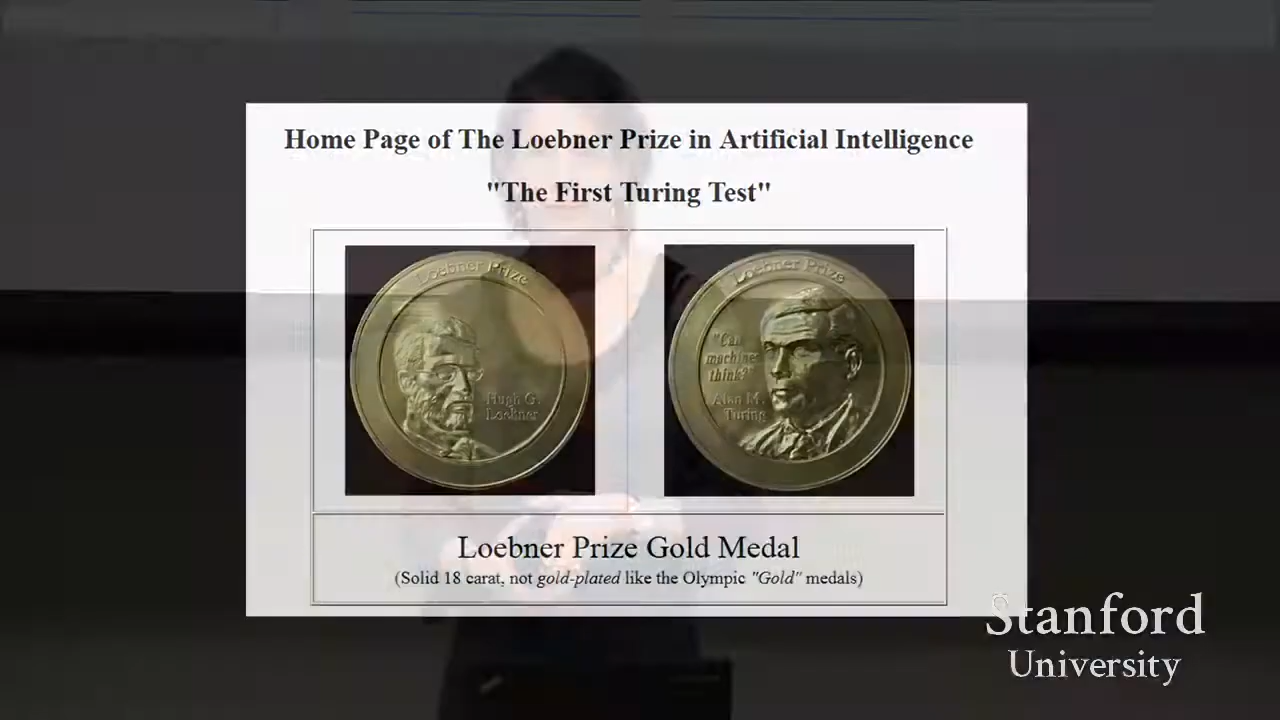 Home Page of The Loebner Prize in Artificial Intelligence
"The First Turing Test"
Loebner Prize
Hugh G.
Loebner
Loebner Prize
"Can
machines
think?"
Alan M.
Turing
Loebner Prize Gold Medal
(Solid 18 carat, not gold-plated like the Olympic "Gold" medals)
Stanford
University